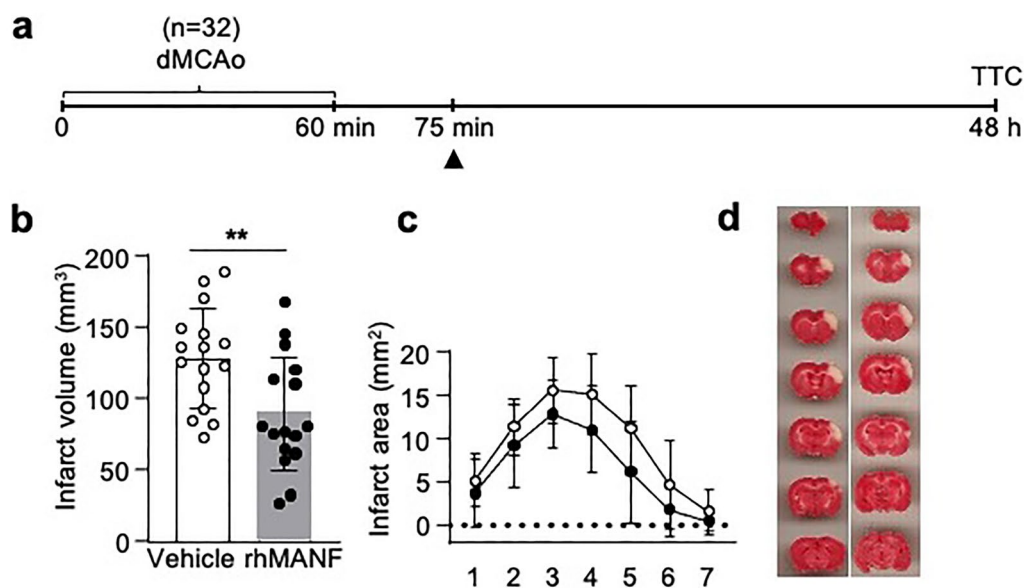 a
(n=32)
dMCAo
TTC
0 60 min 75 min 48 h
b
**
Infarct volume (mm³)
200
150
100
50
0
Vehicle rhMANF
c
Infarct area (mm²)
20
15
10
5
0
1 2 3 4 5 6 7
d